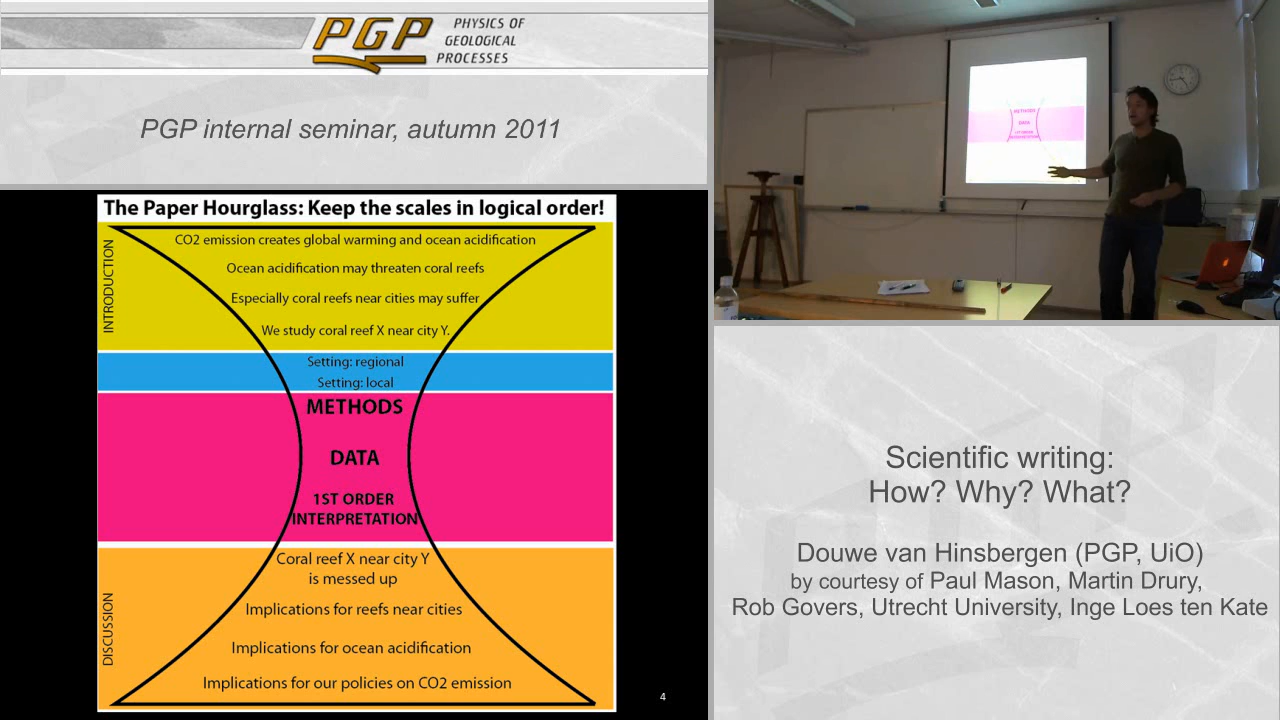 PGP
PHYSICS OF
GEOLOGICAL
PROCESSES
PGP internal seminar, autumn 2011
The Paper Hourglass: Keep the scales in logical order!
INTRODUCTION
CO2 emission creates global warming and ocean acidification
Ocean acidification may threaten coral reefs
Especially coral reefs near cities may suffer
We study coral reef X near city Y.
Setting: regional
Setting: local
METHODS
DATA
1ST ORDER
INTERPRETATION
DISCUSSION
Coral reef X near city Y
is messed up
Implications for reefs near cities
Implications for ocean acidification
Implications for our policies on CO2 emission
4
METHODS
DATA
1ST ORDER
INTERPRETATION
Scientific writing:
How? Why? What?
Douwe van Hinsbergen (PGP, UiO)
by courtesy of Paul Mason, Martin Drury,
Rob Govers, Utrecht University, Inge Loes ten Kate